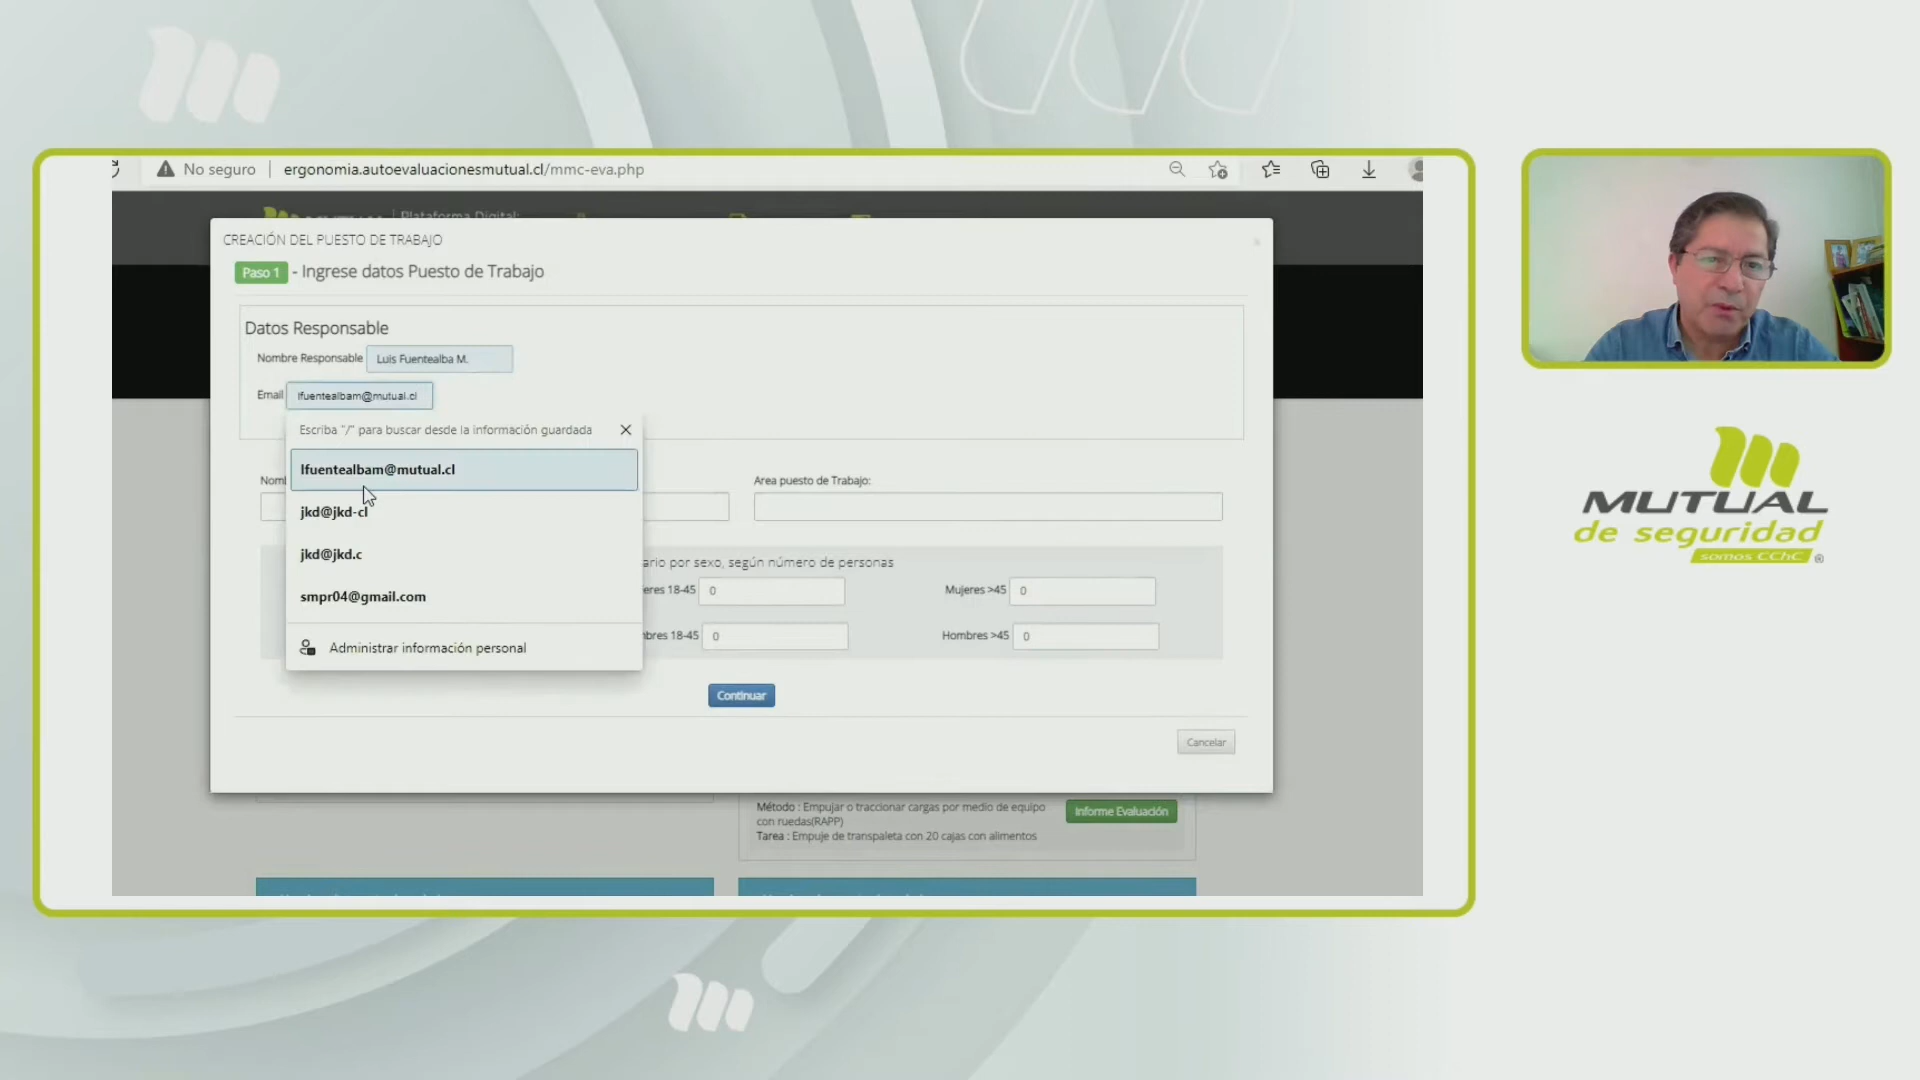 No seguro | ergonomia.autoevaluacionesmutual.cl/mmc-eva.php
Plataforma Digital:
CREACIÓN DEL PUESTO DE TRABAJO
Paso 1 - Ingrese datos Puesto de Trabajo
Datos Responsable
Nombre Responsable Luis Fuentealba M.
Email lfuentealbam@mutual.cl
Escriba "/" para buscar desde la información guardada
lfuentealbam@mutual.cl
jkd@jkd-cl
jkd@jkd.c
smpr04@gmail.com
Administrar información personal
Area puesto de Trabajo:
sexo, según número de personas
18-45 0
Mujeres >45 0
18-45 0
Hombres >45 0
Continuar
Cancelar
Método : Empujar o traccionar cargas por medio de equipo
con ruedas(RAPP)
Tarea : Empuje de transpaleta con 20 cajas con alimentos
Informe Evaluación
MUTUAL
de seguridad
somos CChC ®